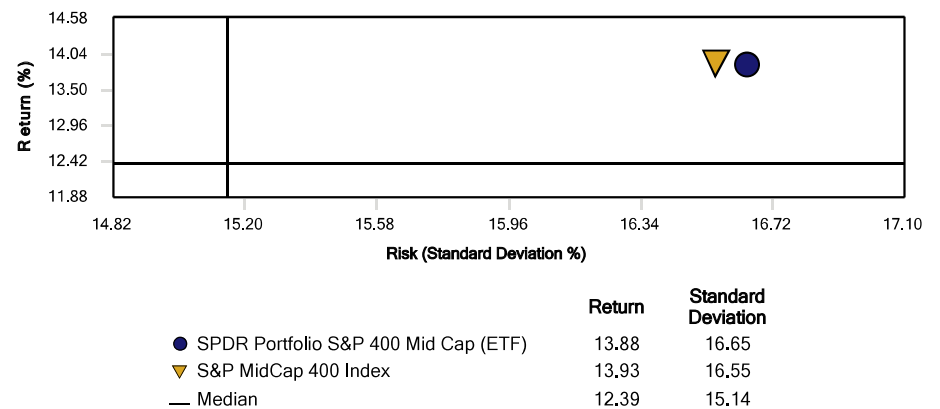 14.58
14.04
13.50
12.96
12.42
11.88
Return (%)
14.82 15.20 15.58 15.96 16.34 16.72 17.10
Risk (Standard Deviation %)
Return Standard Deviation
SPDR Portfolio S&P 400 Mid Cap (ETF) 13.88 16.65
S&P MidCap 400 Index 13.93 16.55
Median 12.39 15.14